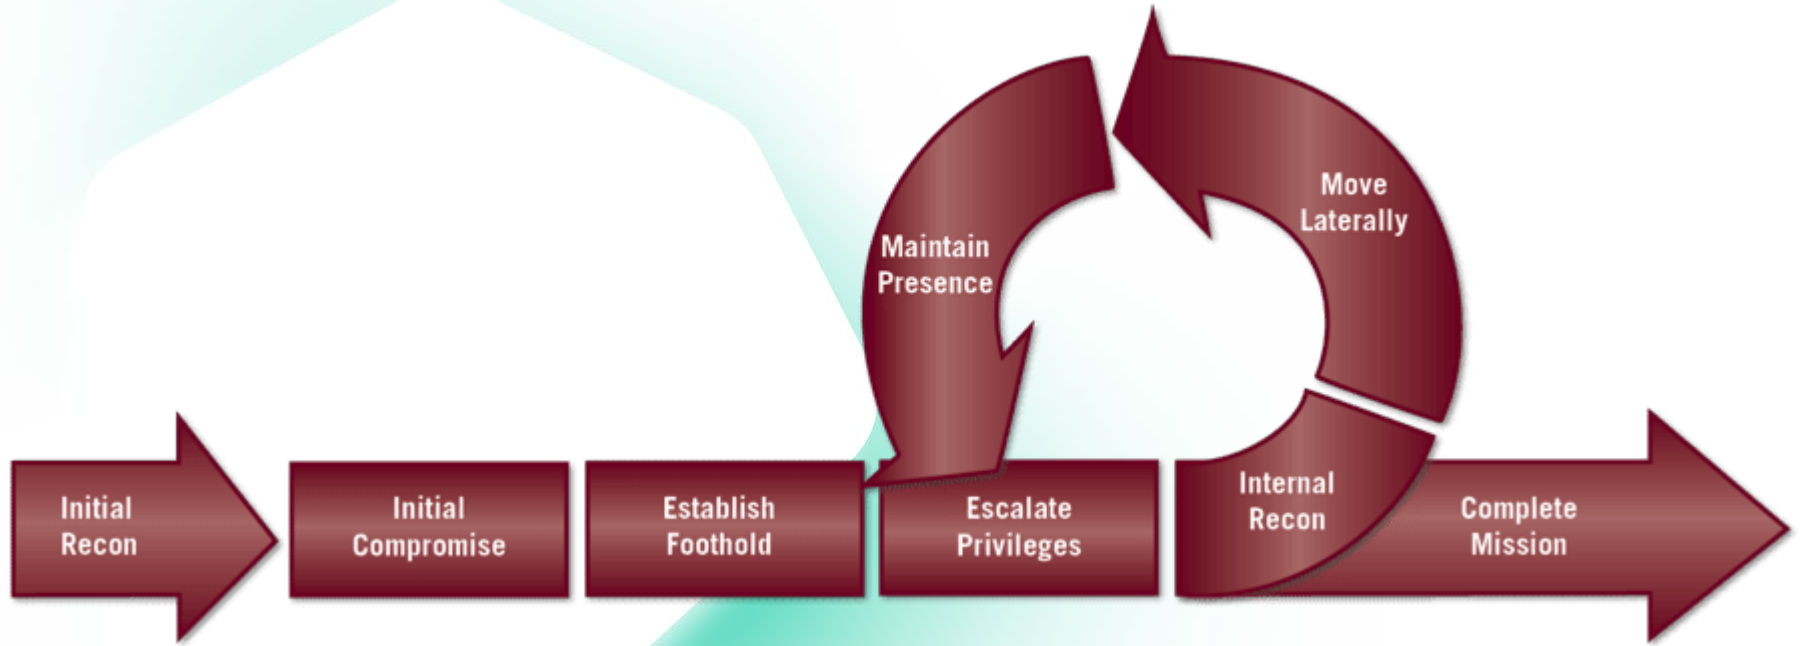 Initial
Recon
Initial
Compromise
Establish
Foothold
Escalate
Privileges
Internal
Recon
Move
Laterally
Maintain
Presence
Complete
Mission